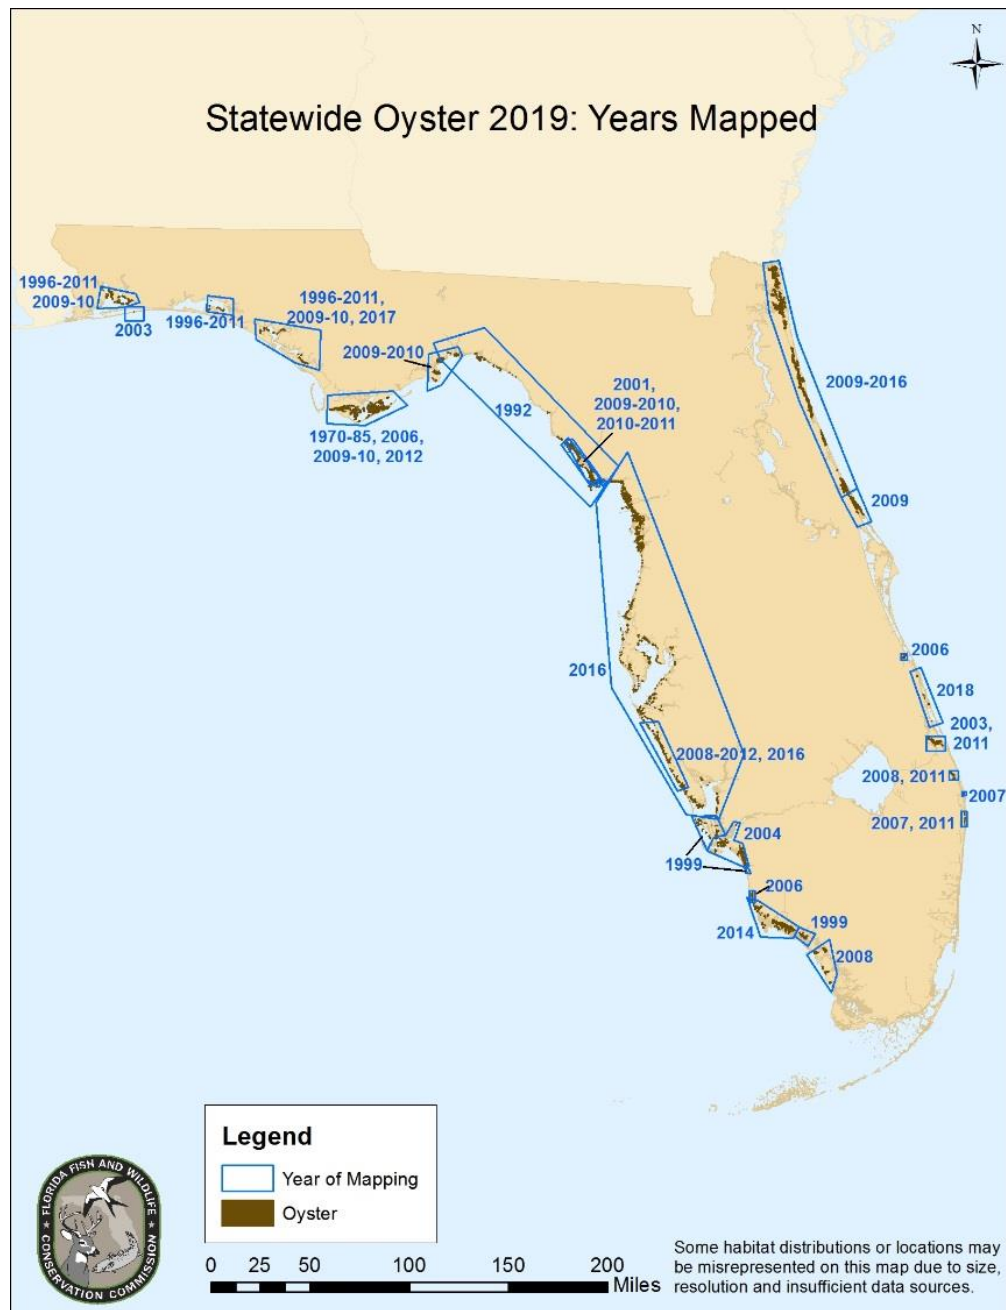 N
Statewide Oyster 2019: Years Mapped
1996-2011,
2009-10
2003
1996-2011
1996-2011,
2009-10, 2017
2009-2010
1970-85, 2006,
2009-10, 2012
1992
2001,
2009-2010,
2010-2011
2009-2016
2009
2006
2018
2003,
2011
2016
2008-2012, 2016
2008, 2011
2007
2007, 2011
2004
1999
2006
2014
1999
2008
Legend
Year of Mapping
Oyster
FLORIDA FISH AND WILDLIFE
CONSERVATION COMMISSION
0 25 50 100 150 200
Miles
Some habitat distributions or locations may
be misrepresented on this map due to size,
resolution and insufficient data sources.